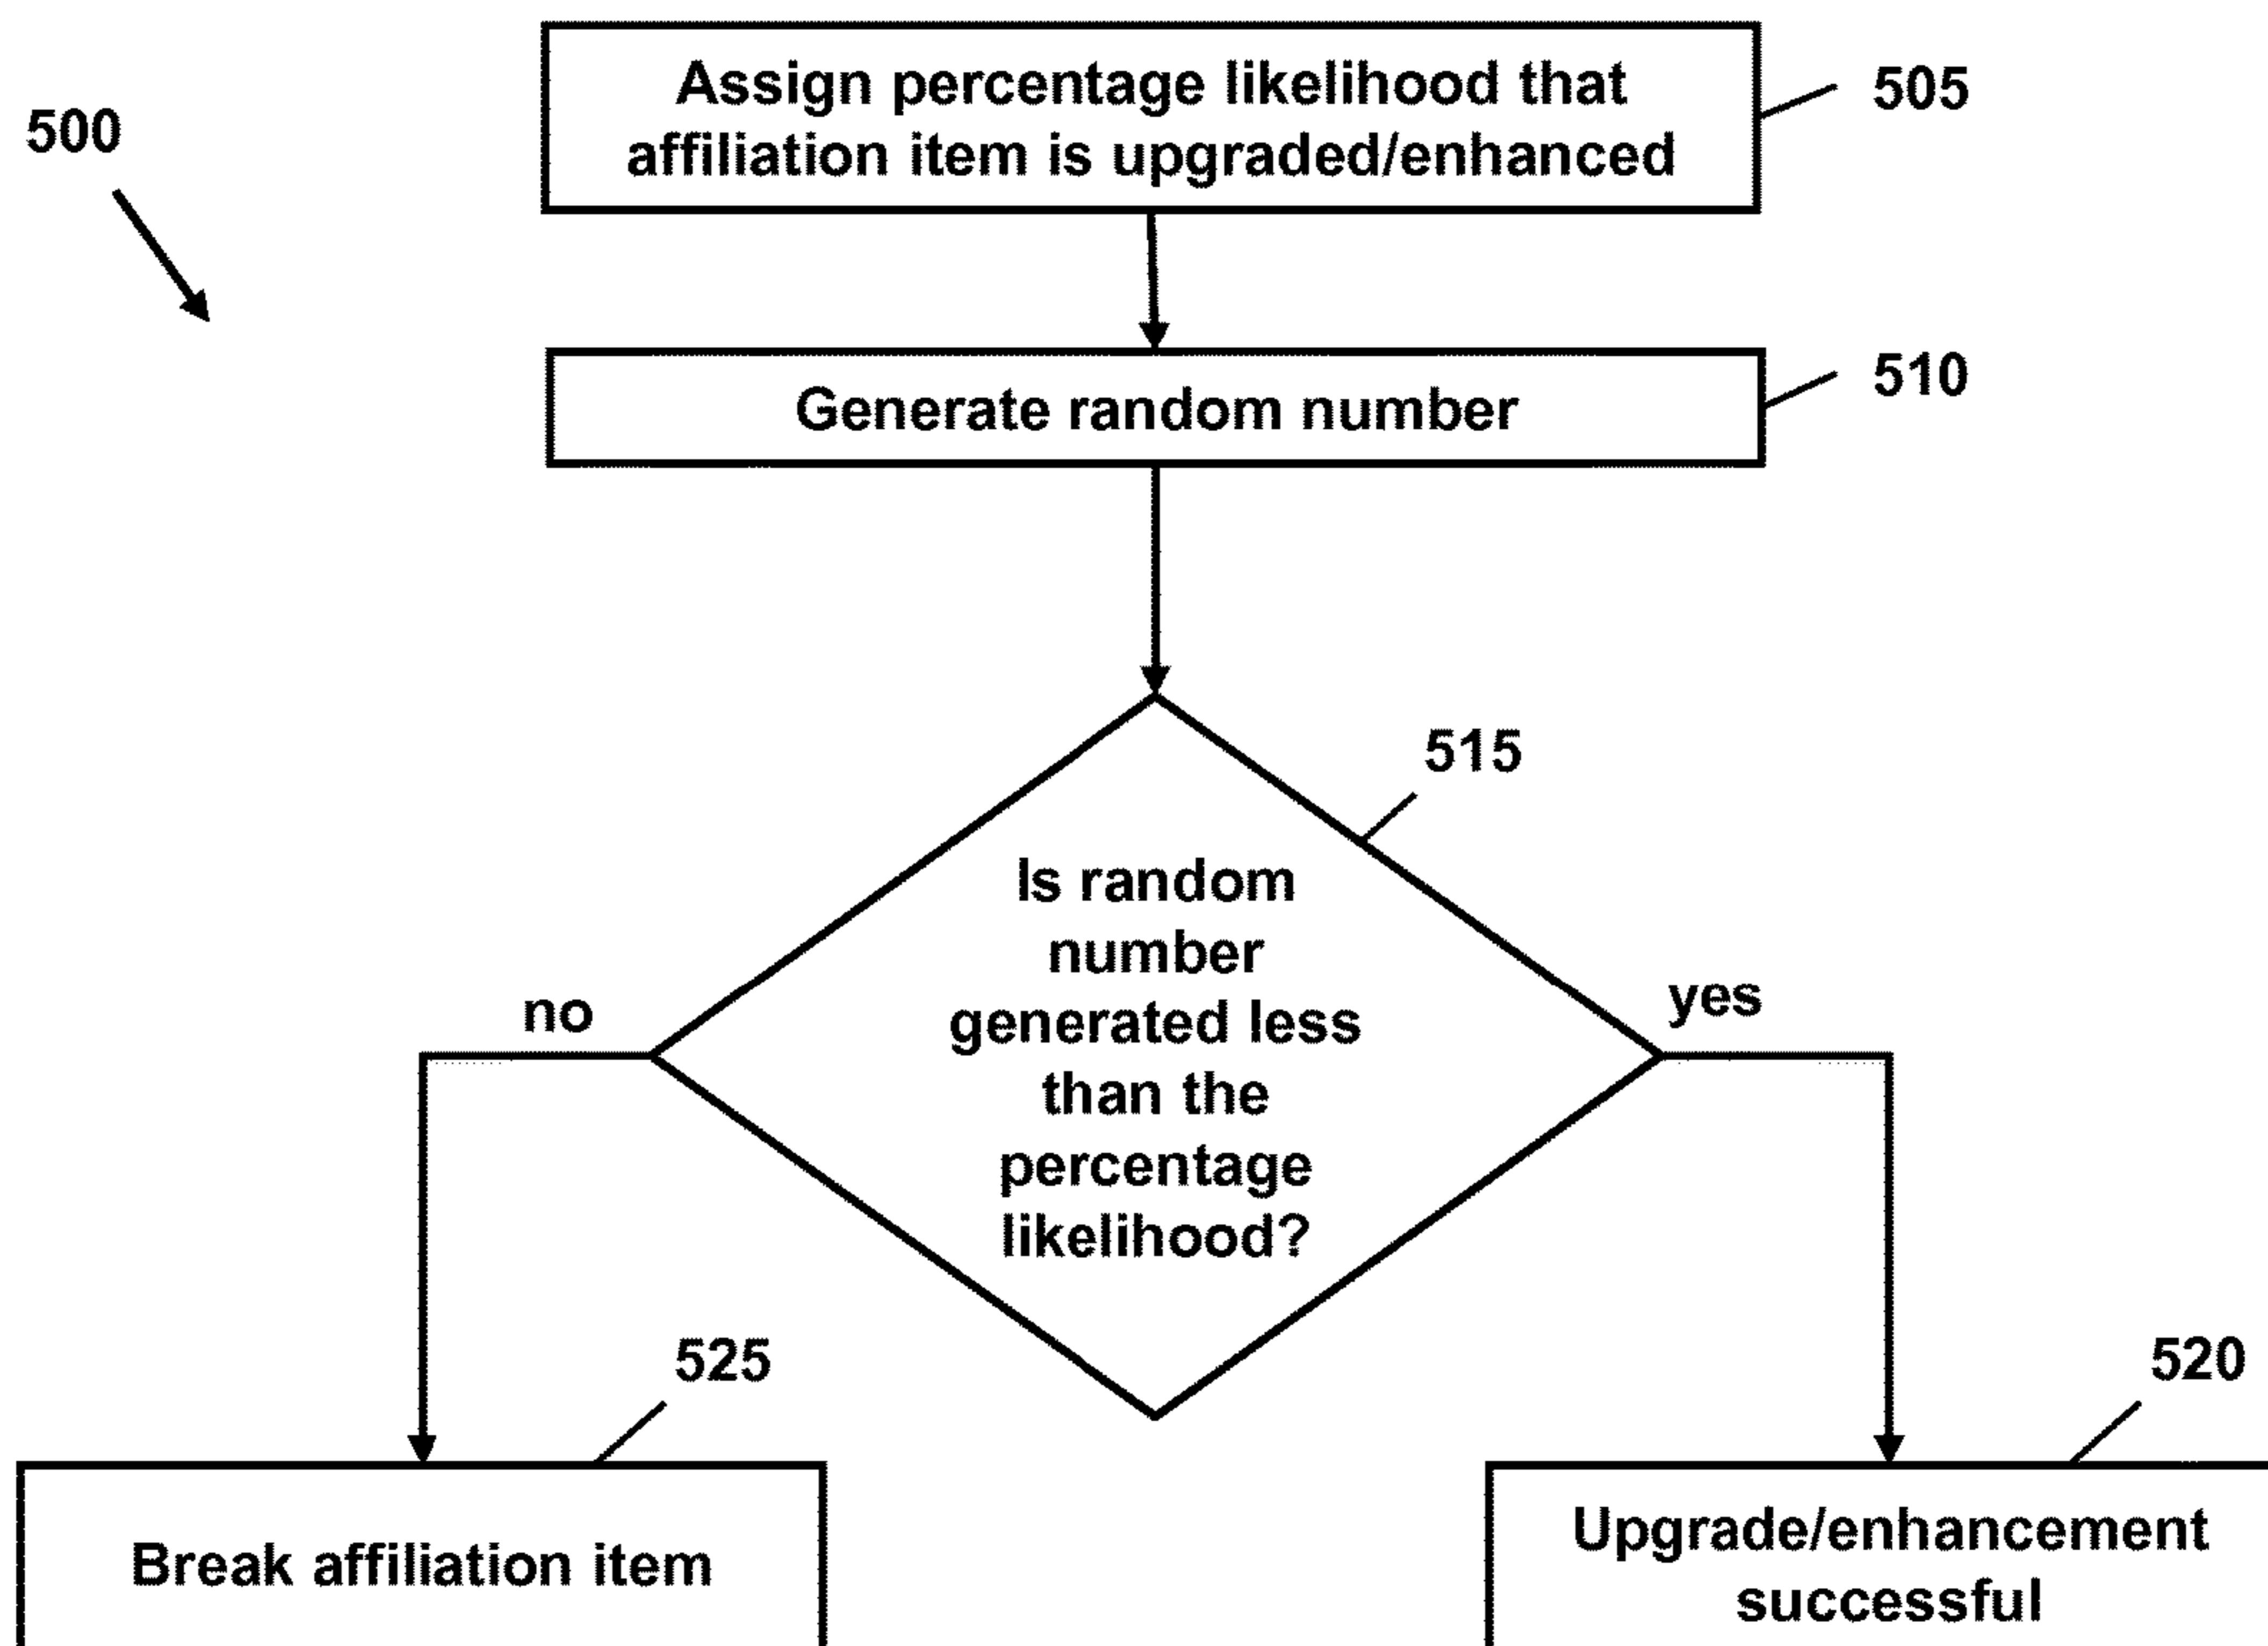 Assign percentage likelihood that
affiliation item is upgraded/enhanced
505
500
Generate random number
510
515
Is random
number
generated less
than the
percentage
likelihood?
no
yes
525
520
Break affiliation item
Upgrade/enhancement
successful